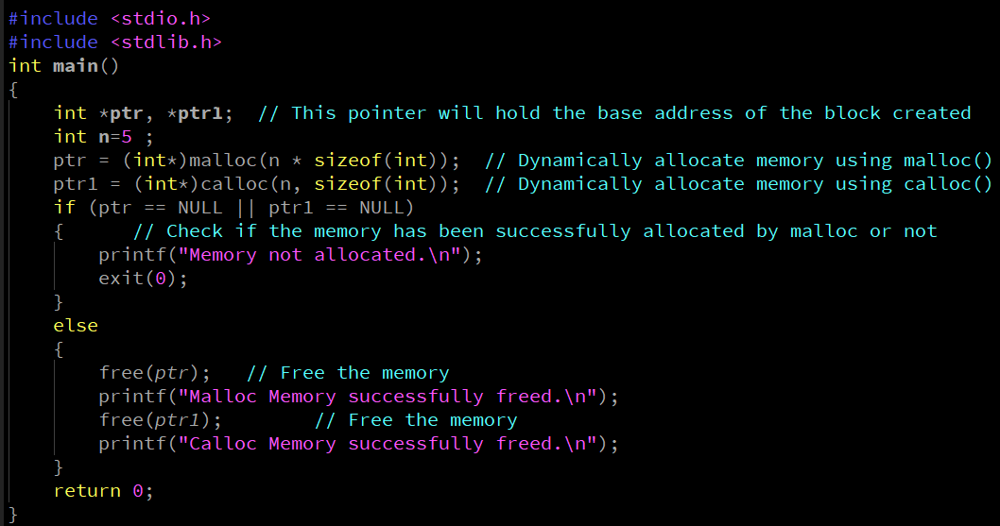 #include <stdio.h>
#include <stdlib.h>
int main()
{
    int *ptr, *ptr1;  // This pointer will hold the base address of the block created
    int n=5 ;
    ptr = (int*)malloc(n * sizeof(int));  // Dynamically allocate memory using malloc()
    ptr1 = (int*)calloc(n, sizeof(int));  // Dynamically allocate memory using calloc()
    if (ptr == NULL || ptr1 == NULL)
    {      // Check if the memory has been successfully allocated by malloc or not
        printf("Memory not allocated.\n");
        exit(0);
    }
    else
    {
        free(ptr);   // Free the memory
        printf("Malloc Memory successfully freed.\n");
        free(ptr1);        // Free the memory
        printf("Calloc Memory successfully freed.\n");
    }
    return 0;
}